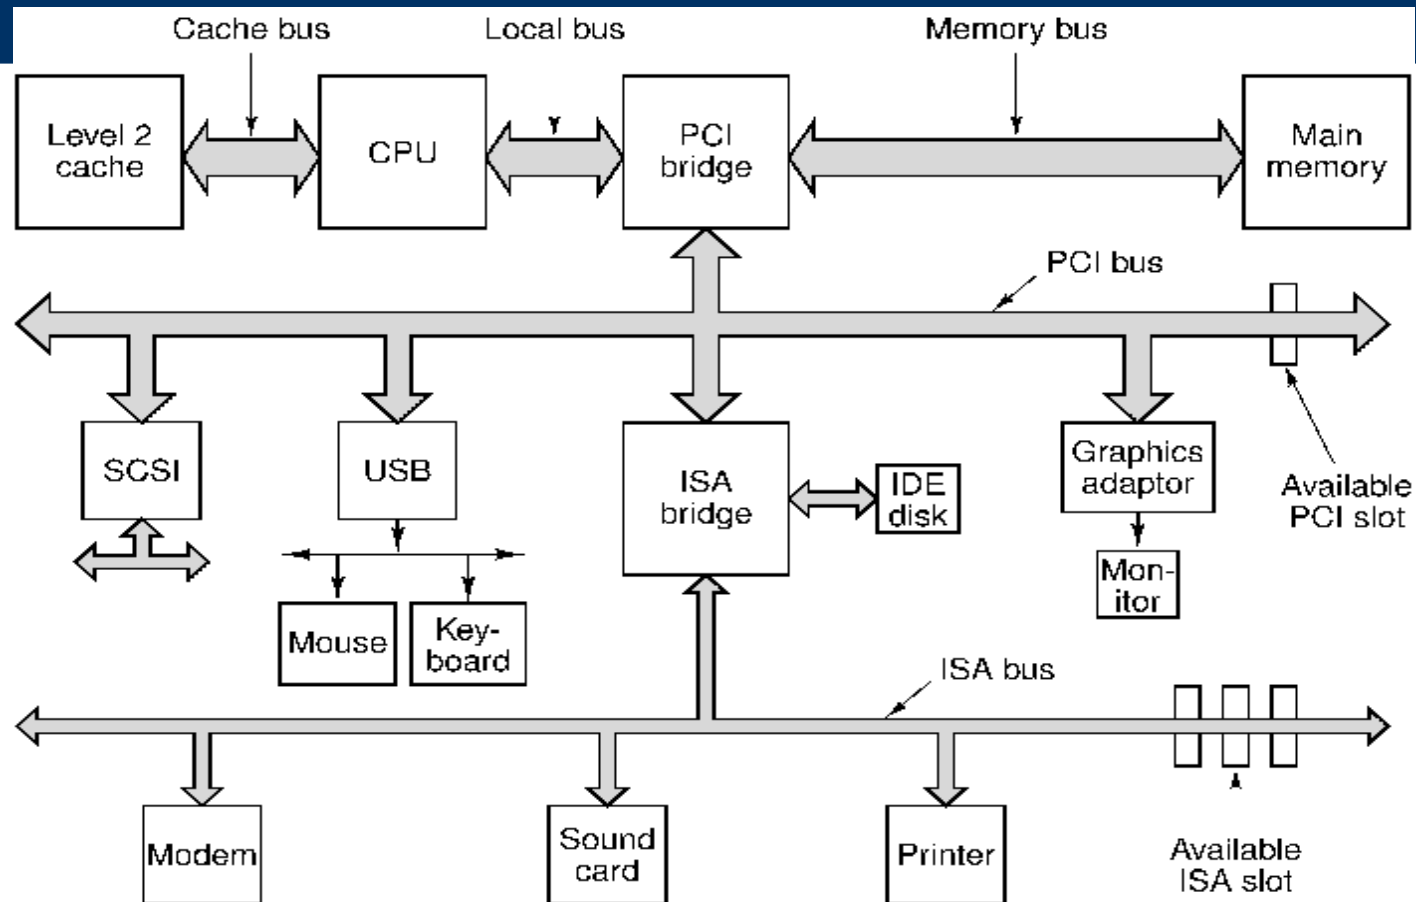 Cache bus
Local bus
Memory bus
Level 2
cache
CPU
PCI
bridge
Main
memory
PCI bus
SCSI
USB
ISA
bridge
IDE
disk
Graphics
adaptor
Available
PCI slot
Mon-
itor
Mouse
Key-
board
ISA bus
Modem
Sound
card
Printer
Available
ISA slot